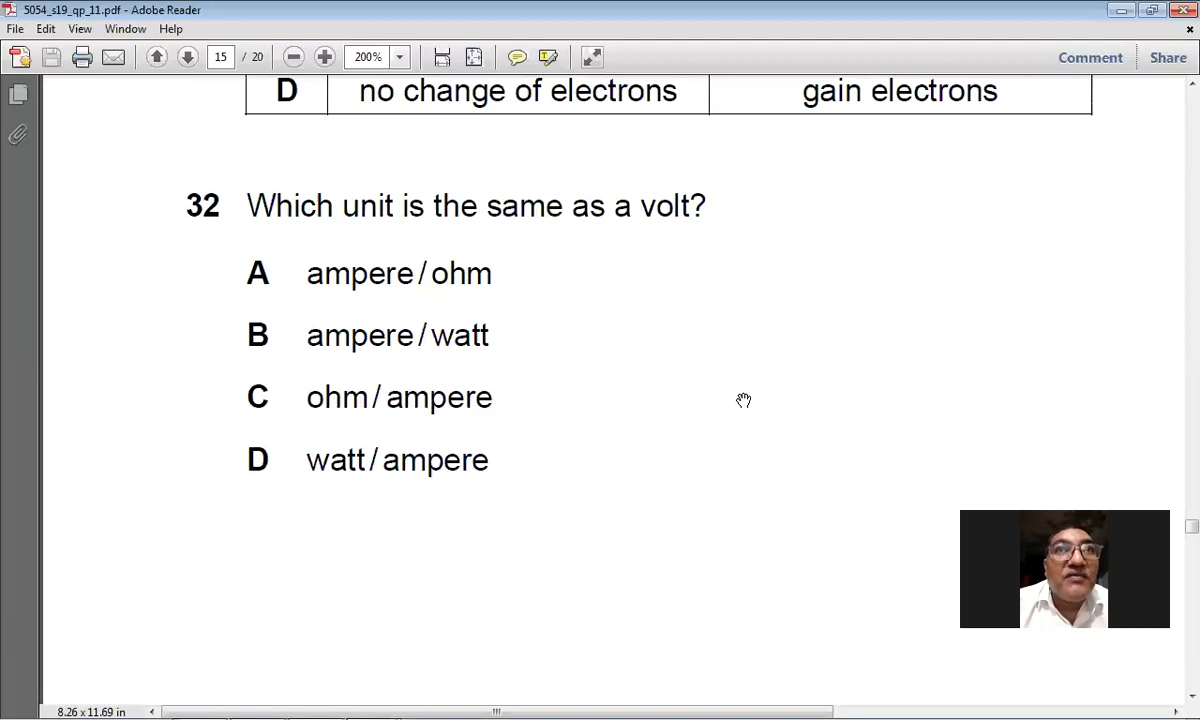 5054_s19_qp_11.pdf - Adobe Reader
File Edit View Window Help
15 / 20 200% Comment Share
D no change of electrons gain electrons
32 Which unit is the same as a volt?
A ampere / ohm
B ampere / watt
C ohm / ampere
D watt / ampere
8.26 x 11.69 in